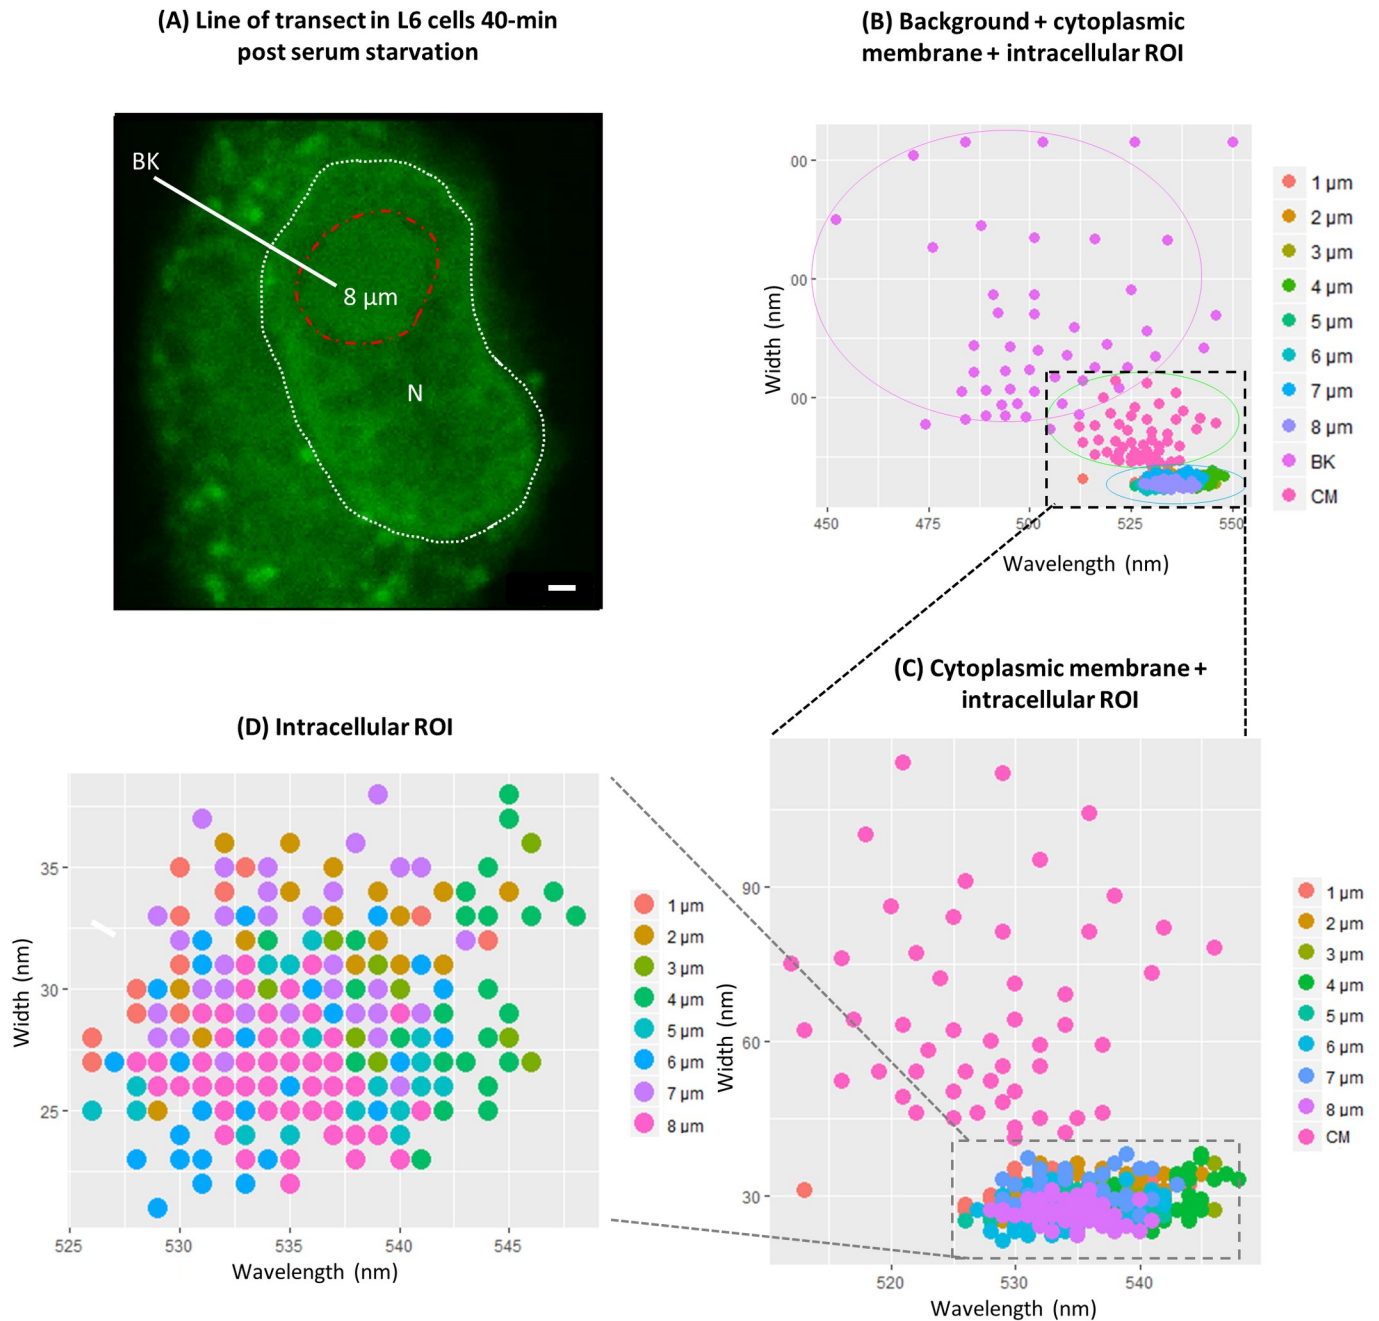 (A) Line of transect in L6 cells 40-min
post serum starvation
BK
8 µm
N
(B) Background + cytoplasmic
membrane + intracellular ROI
Width (nm)
00
00
00
450
475
500
525
550
Wavelength (nm)
1 µm
2 µm
3 µm
4 µm
5 µm
6 µm
7 µm
8 µm
BK
CM
(C) Cytoplasmic membrane +
intracellular ROI
Width (nm)
90
60
30
520
530
540
Wavelength (nm)
1 µm
2 µm
3 µm
4 µm
5 µm
6 µm
7 µm
8 µm
CM
(D) Intracellular ROI
Width (nm)
35
30
25
525
530
535
540
545
Wavelength (nm)
1 µm
2 µm
3 µm
4 µm
5 µm
6 µm
7 µm
8 µm